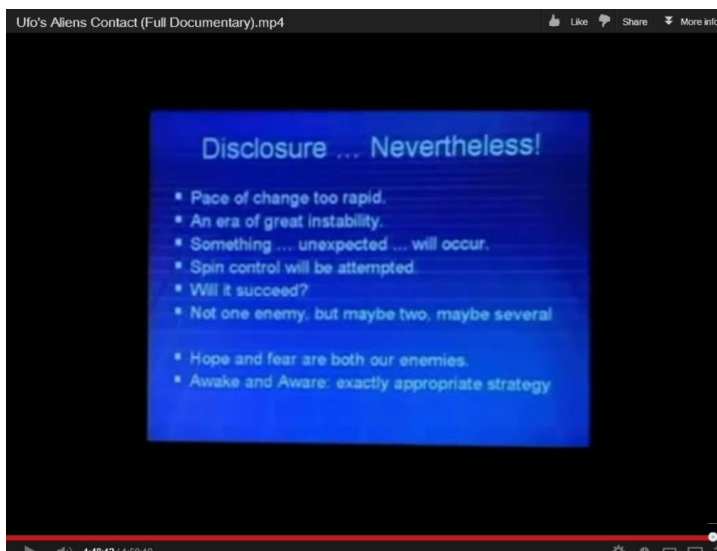 Ufo's Aliens Contact (Full Documentary).mp4
Like
Share
More info
Disclosure ... Nevertheless!
Pace of change too rapid.
An era of great instability.
Something ... unexpected ... will occur.
Spin control will be attempted.
Will it succeed?
Not one enemy, but maybe two, maybe several
Hope and fear are both our enemies.
Awake and Aware: exactly appropriate strategy